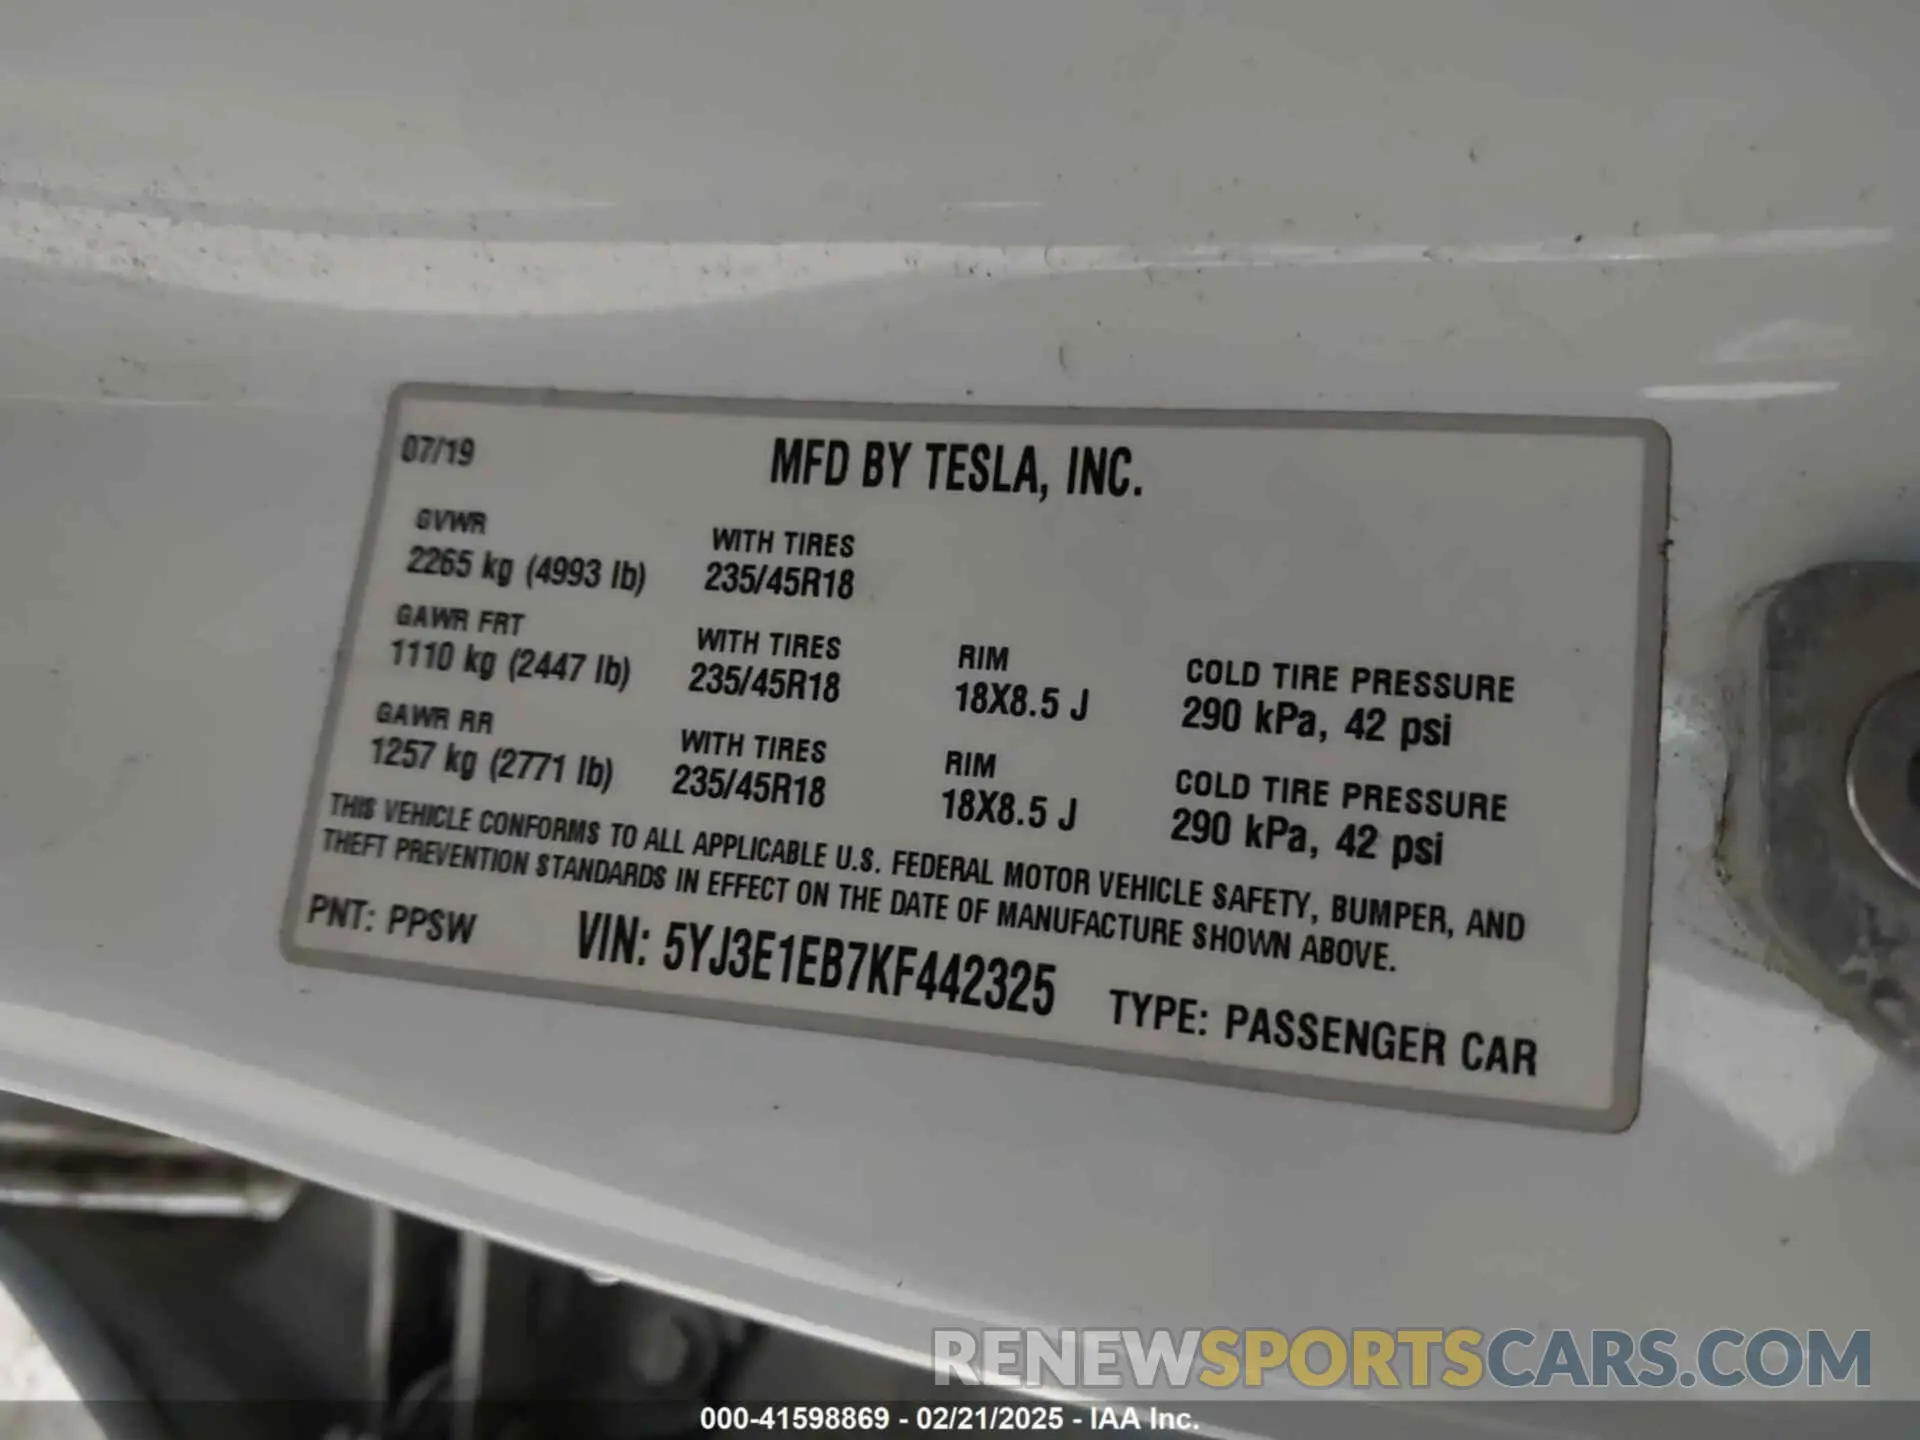 07/19 MFD BY TESLA, INC.
GVWR WITH TIRES
2265 kg (4993 lb) 235/45R18
GAWR FRT WITH TIRES RIM COLD TIRE PRESSURE
1110 kg (2447 lb) 235/45R18 18X8.5 J 290 kPa, 42 psi
GAWR RR WITH TIRES RIM COLD TIRE PRESSURE
1257 kg (2771 lb) 235/45R18 18X8.5 J 290 kPa, 42 psi
THIS VEHICLE CONFORMS TO ALL APPLICABLE U.S. FEDERAL MOTOR VEHICLE SAFETY, BUMPER, AND
THEFT PREVENTION STANDARDS IN EFFECT ON THE DATE OF MANUFACTURE SHOWN ABOVE.
PNT: PPSW VIN: 5YJ3E1EB7KF442325 TYPE: PASSENGER CAR
RENEWSPORTSCARS.COM
000-41598869 - 02/21/2025 - IAA Inc.